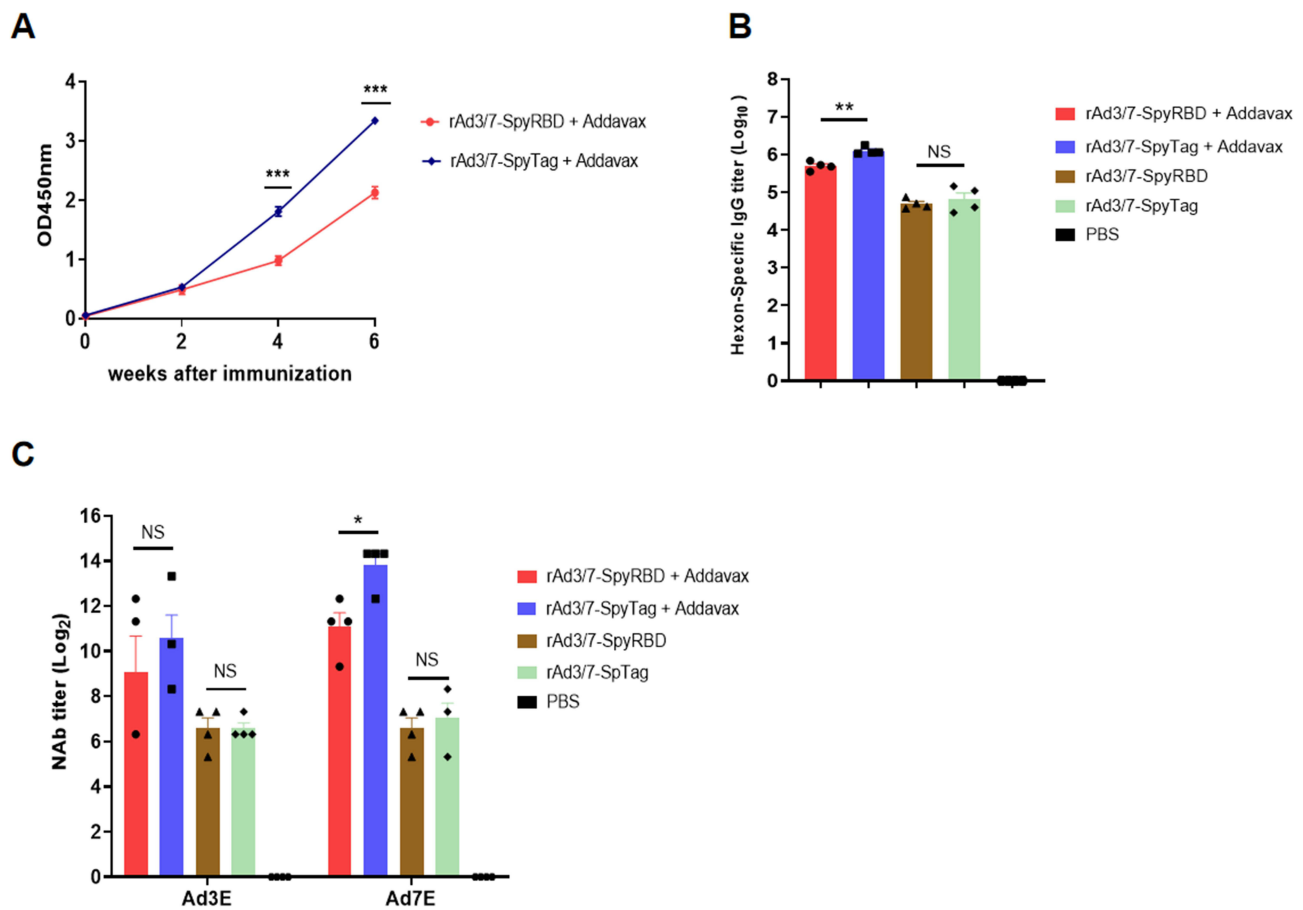 A
OD450nm
4
3
2
1
0
0 2 4 6
weeks after immunization
***
***
rAd3/7-SpyRBD + Addavax
rAd3/7-SpyTag + Addavax
B
Hexon-Specific IgG titer (Log10)
8
7
6
5
4
3
2
1
0
**
NS
rAd3/7-SpyRBD + Addavax
rAd3/7-SpyTag + Addavax
rAd3/7-SpyRBD
rAd3/7-SpyTag
PBS
C
NAb titer (Log2)
16
14
12
10
8
6
4
2
0
NS
NS
*
NS
Ad3E Ad7E
rAd3/7-SpyRBD + Addavax
rAd3/7-SpyTag + Addavax
rAd3/7-SpyRBD
rAd3/7-SpTag
PBS